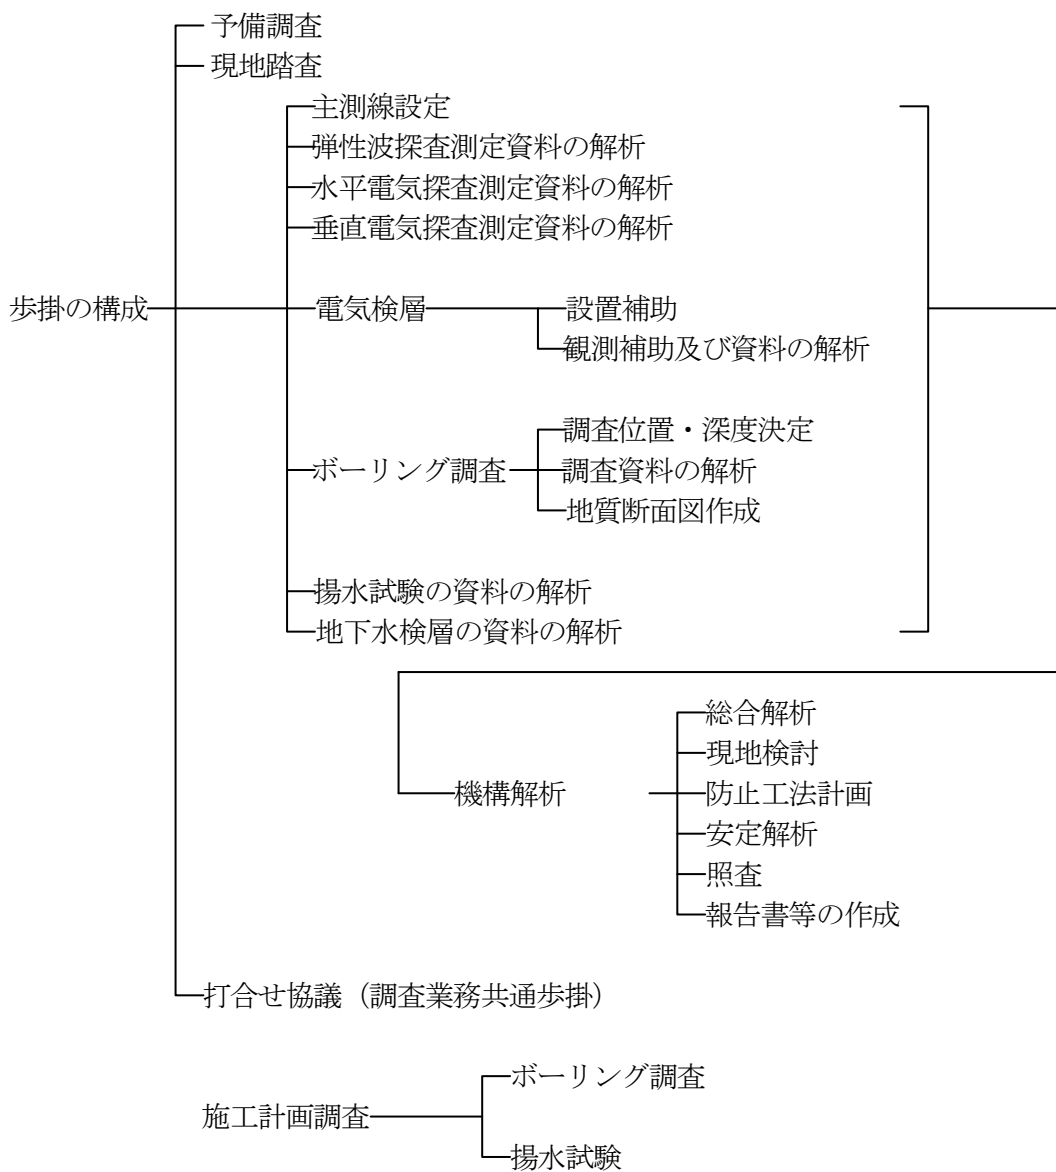 予備調査
現地踏査
主測線設定
弾性波探査測定資料の解析
水平電気探査測定資料の解析
垂直電気探査測定資料の解析
歩掛の構成
電気検層
設置補助
観測補助及び資料の解析
調査位置・深度決定
ボーリング調査
調査資料の解析
地質断面図作成
揚水試験の資料の解析
地下水検層の資料の解析
総合解析
現地検討
機構解析
防止工法計画
安定解析
照査
報告書等の作成
打合せ協議（調査業務共通歩掛）
ボーリング調査
施工計画調査
揚水試験